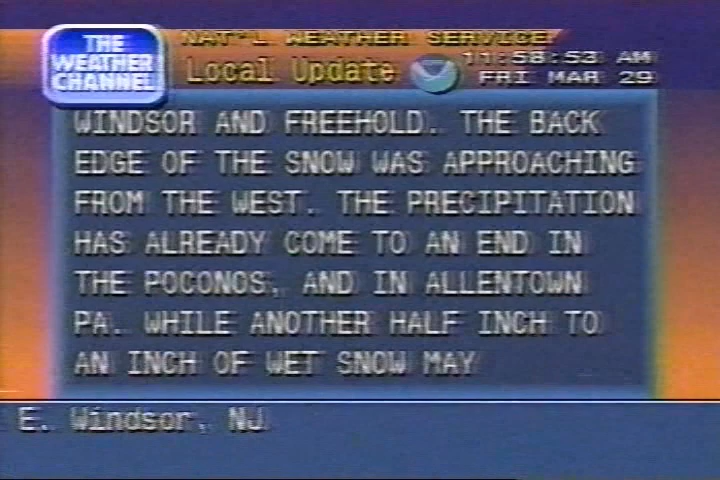 THE
WEATHER
CHANNEL
NAT'L WEATHER SERVICE
Local Update
11:58:53 AM
FRI MAR 29
WINDSOR AND FREEHOLD. THE BACK
EDGE OF THE SNOW WAS APPROACHING
FROM THE WEST. THE PRECIPITATION
HAS ALREADY COME TO AN END IN
THE POCONOS, AND IN ALLENTOWN
PA. WHILE ANOTHER HALF INCH TO
AN INCH OF WET SNOW MAY
E. Windsor, NJ